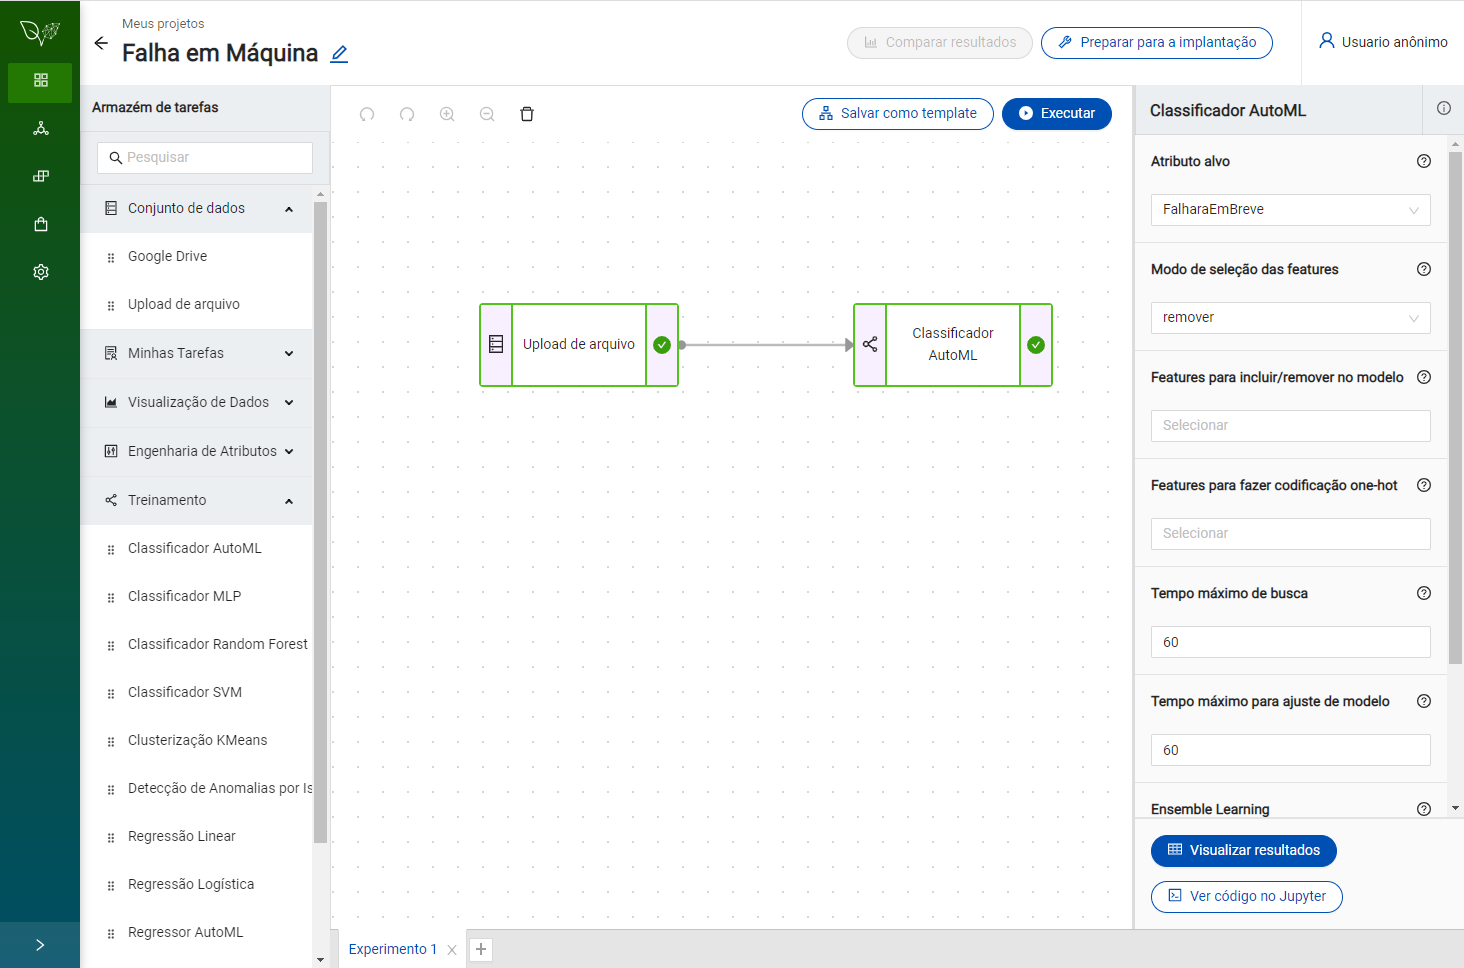 Meus projetos
Falha em Máquina
Comparar resultados
Preparar para a implantação
Usuario anônimo
Armazém de tarefas
Pesquisar
Conjunto de dados
Google Drive
Upload de arquivo
Minhas Tarefas
Visualização de Dados
Engenharia de Atributos
Treinamento
Classificador AutoML
Classificador MLP
Classificador Random Forest
Classificador SVM
Clusterização KMeans
Detecção de Anomalias por Is
Regressão Linear
Regressão Logística
Regressor AutoML
Salvar como template
Executar
Upload de arquivo
Classificador
AutoML
Experimento 1
Classificador AutoML
Atributo alvo
FalharaEmBreve
Modo de seleção das features
remover
Features para incluir/remover no modelo
Selecionar
Features para fazer codificação one-hot
Selecionar
Tempo máximo de busca
60
Tempo máximo para ajuste de modelo
60
Ensemble Learning
Visualizar resultados
Ver código no Jupyter